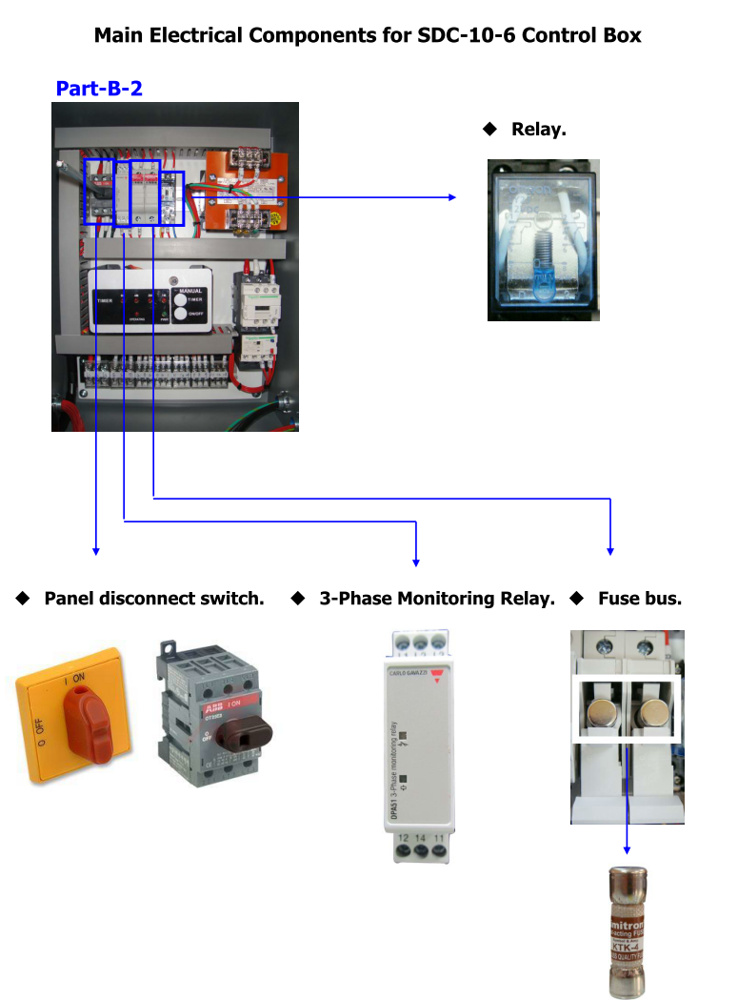 Main Electrical Components for SDC-10-6 Control Box
Part-B-2
◆ Relay.
MANUAL
TIMER
TIMER
ON/OFF
OPERATING
◆ Panel disconnect switch.
◆ 3-Phase Monitoring Relay.
◆ Fuse bus.
I ON
O OFF
ABB
I ON
O
OFF
CARLO GAVAZZI
DPA51 3-Phase monitoring relay
12 14 11
KTK-4